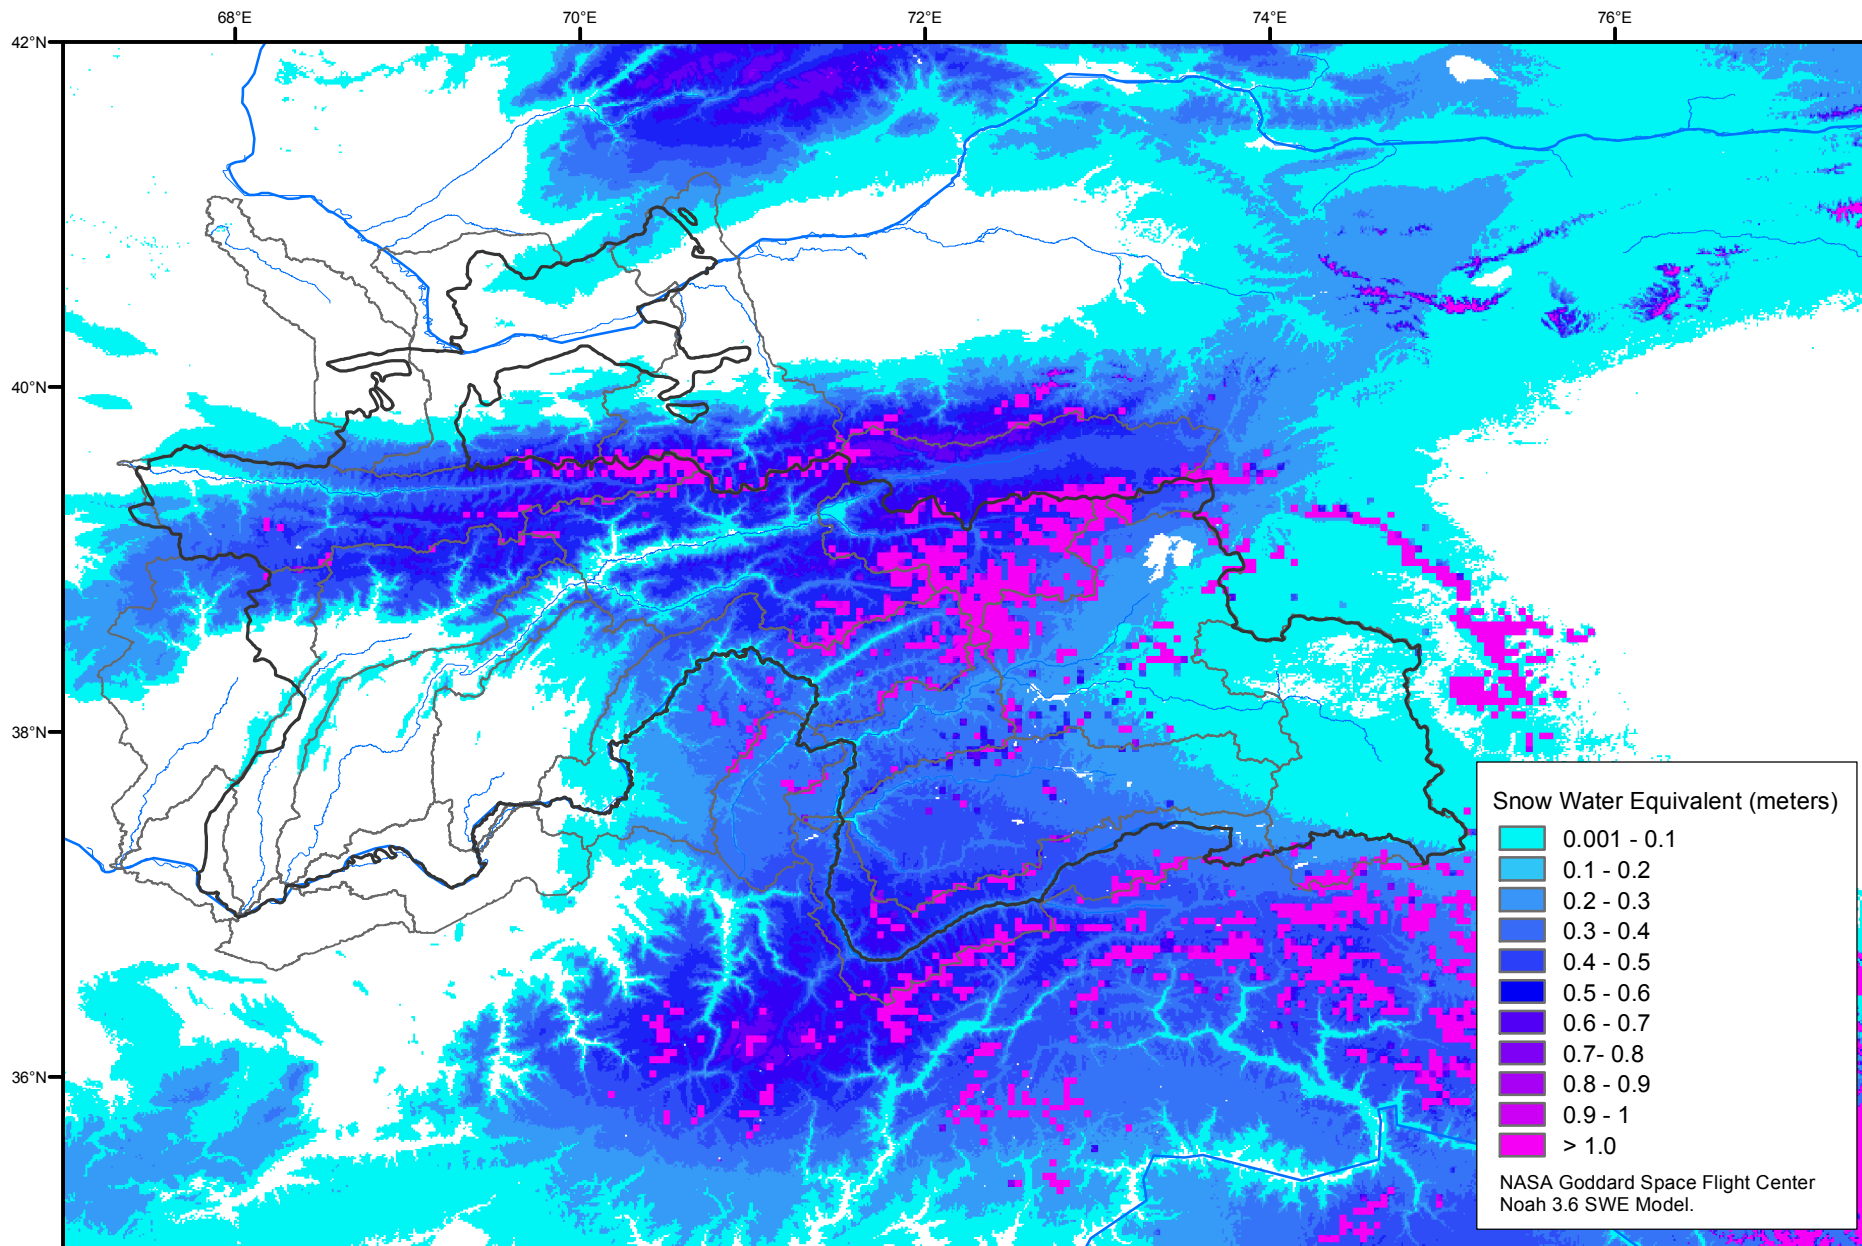 68°E 70°E 72°E 74°E 76°E
42°N
40°N
38°N
36°N
Snow Water Equivalent (meters)
0.001 - 0.1
0.1 - 0.2
0.2 - 0.3
0.3 - 0.4
0.4 - 0.5
0.5 - 0.6
0.6 - 0.7
0.7- 0.8
0.8 - 0.9
0.9 - 1
> 1.0
NASA Goddard Space Flight Center
Noah 3.6 SWE Model.